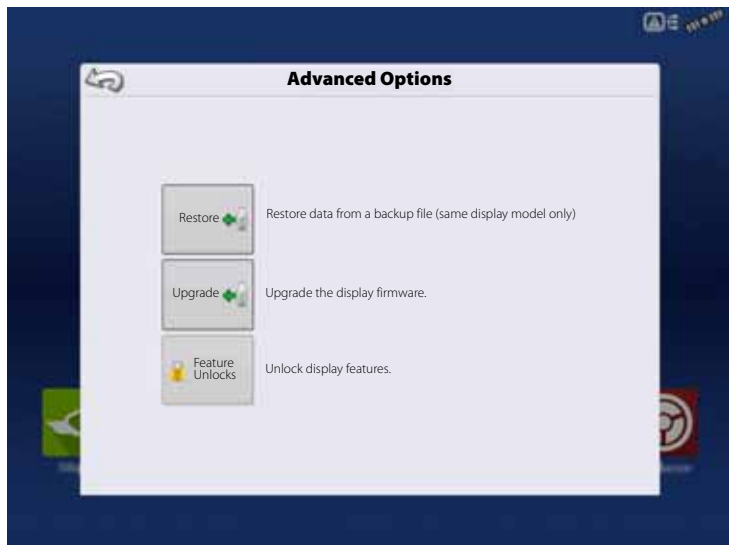 Advanced Options
Restore
Restore data from a backup file (same display model only)
Upgrade
Upgrade the display firmware.
Feature
Unlocks
Unlock display features.